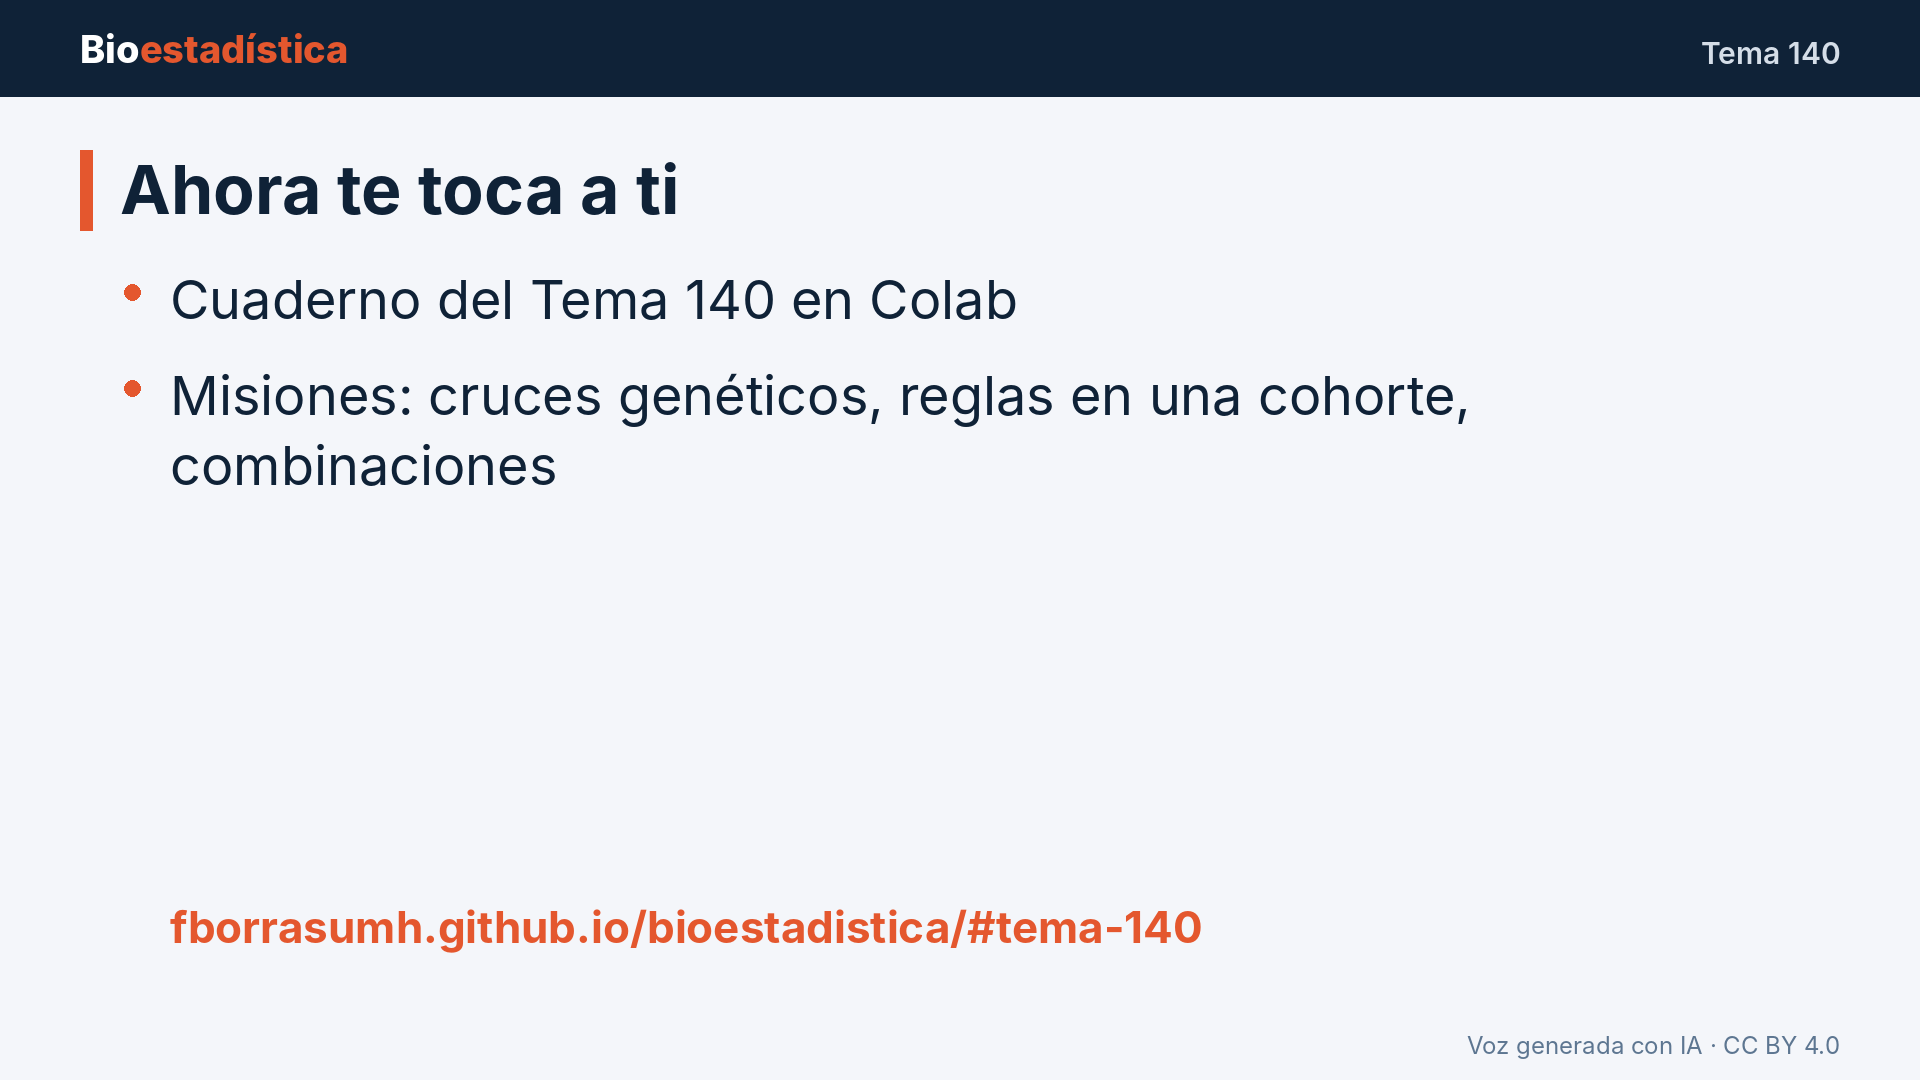 Bioestadística
Tema 140
Ahora te toca a ti
• Cuaderno del Tema 140 en Colab
• Misiones: cruces genéticos, reglas en una cohorte,
combinaciones
fborrasumh.github.io/bioestadistica/#tema-140
Voz generada con IA · CC BY 4.0